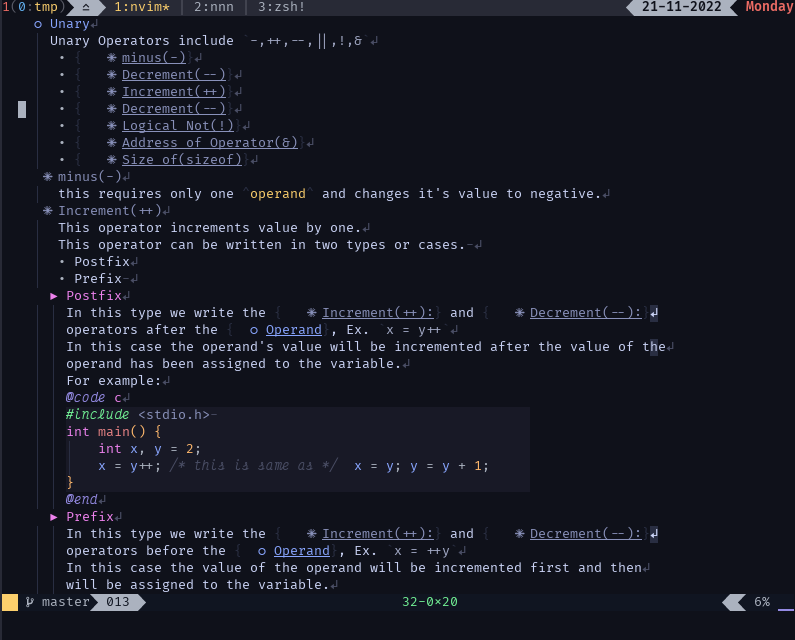 1(0:tmp) 1:nvim* 2:nnn 3:zsh! 21-11-2022 Monday
Unary
Unary Operators include `-,++,--,||,!,&`
• { minus(-)}
• { Decrement(--)}
• { Increment(++)}
• { Decrement(--)}
• { Logical Not(!)}
• { Address of Operator(&)}
• { Size of(sizeof)}
minus(-)
this requires only one ^operand^ and changes it's value to negative.
Increment(++)
This operator increments value by one.
This operator can be written in two types or cases.
• Postfix
• Prefix
Postfix
In this type we write the { Increment(++):} and { Decrement(--):}
operators after the { Operand}, Ex. `x = y++`
In this case the operand's value will be incremented after the value of the
operand has been assigned to the variable.
For example:
@code c
#include <stdio.h>
int main() {
int x, y = 2;
x = y++; /* this is same as */ x = y; y = y + 1;
}
@end
Prefix
In this type we write the { Increment(++):} and { Decrement(--):}
operators before the { Operand}, Ex. `x = ++y
In this case the value of the operand will be incremented first and then
will be assigned to the variable.
master 013 32-0×20 6%